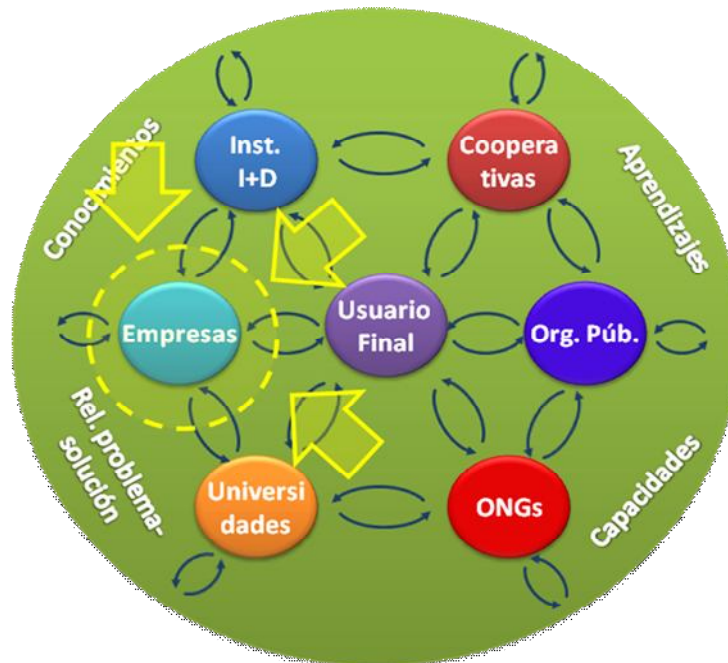 Conocimientos
Inst.
I+D
Coopera
tivas
Aprendizajes
Empresas
Usuario
Final
Org. Púb.
Rel. problema-
solución
Universi
dades
ONGs
Capacidades